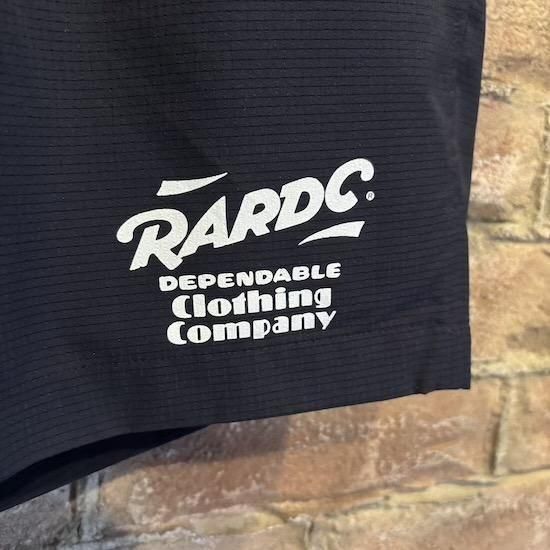 RARDC®
DEPENDABLE
Clothing
Company